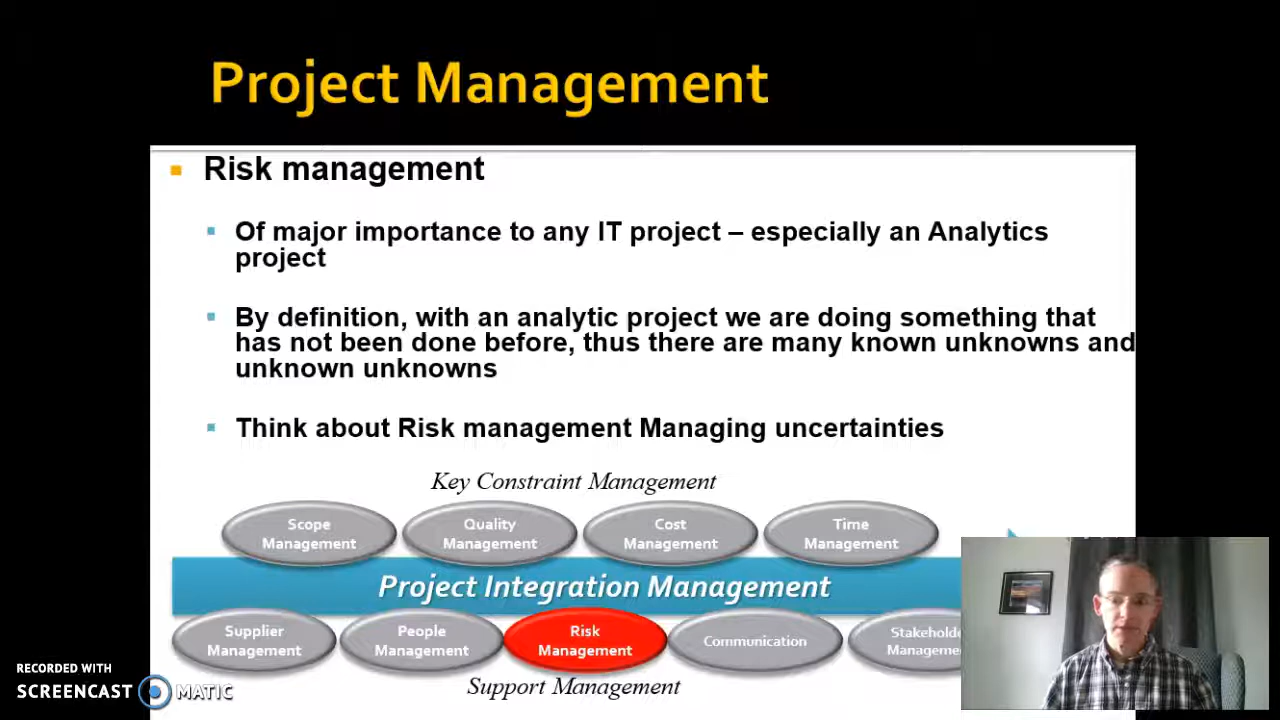 Project Management
Risk management
Of major importance to any IT project – especially an Analytics
project
By definition, with an analytic project we are doing something that
has not been done before, thus there are many known unknowns and
unknown unknowns
Think about Risk management Managing uncertainties
Key Constraint Management
Scope
Management
Quality
Management
Cost
Management
Time
Management
Project Integration Management
Supplier
Management
People
Management
Risk
Management
Communication
Support Management
RECORDED WITH
SCREENCAST MATIC